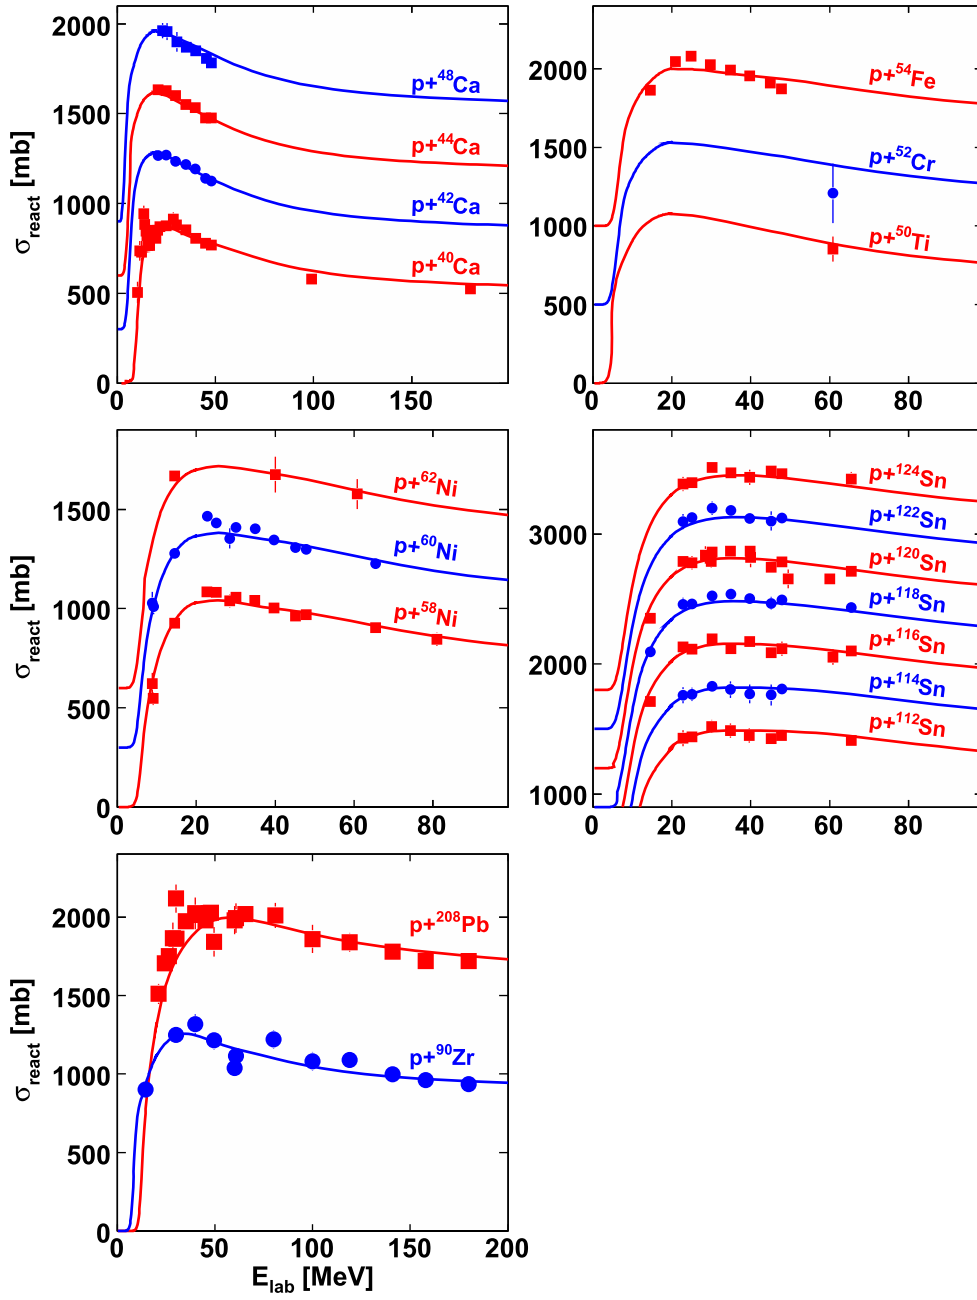 2000
1500
1000
500
0
σreact [mb]
p+48Ca
p+44Ca
p+42Ca
p+40Ca
0 50 100 150
2000
1500
1000
500
0
p+54Fe
p+52Cr
p+50Ti
0 20 40 60 80
1500
1000
500
0
σreact [mb]
p+62Ni
p+60Ni
p+58Ni
0 20 40 60 80
3000
2000
1000
p+124Sn
p+122Sn
p+120Sn
p+118Sn
p+116Sn
p+114Sn
p+112Sn
0 20 40 60 80
2000
1500
1000
500
0
σreact [mb]
p+208Pb
p+90Zr
0 50 100 150 200
Elab [MeV]